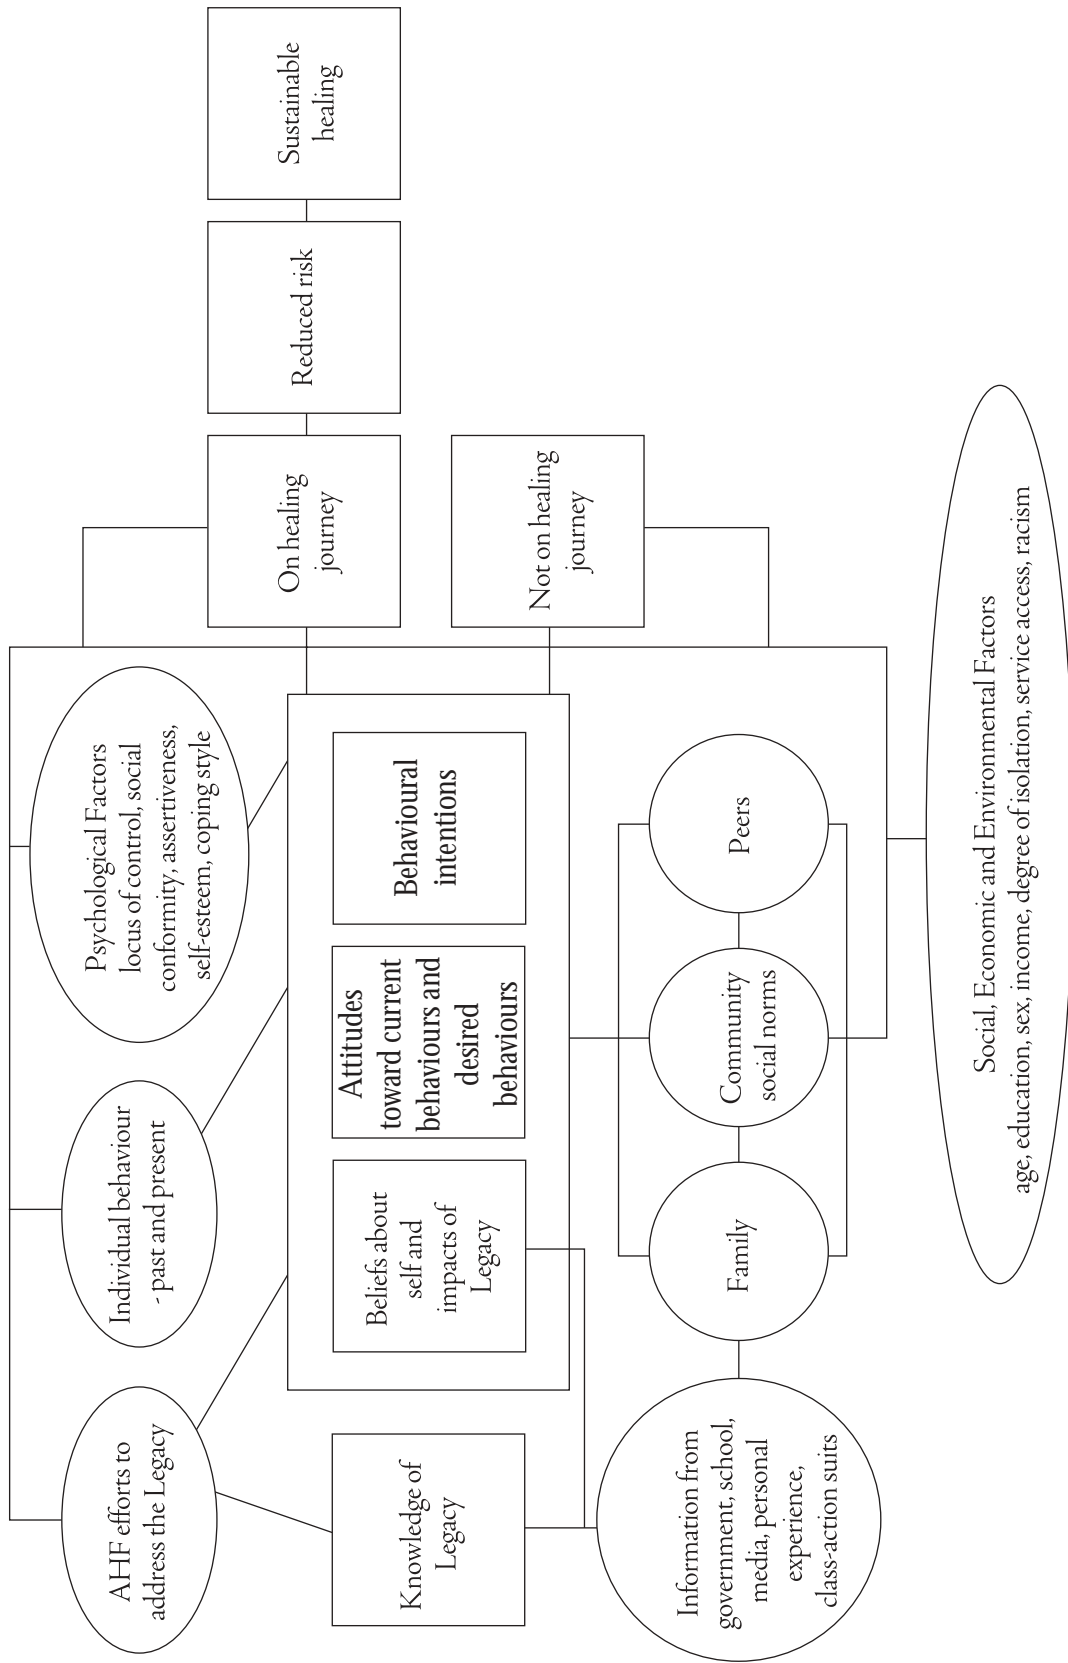 AHF efforts to
address the Legacy
Individual behaviour
- past and present
Psychological Factors
locus of control, social
conformity, assertiveness,
self-esteem, coping style
Knowledge of
Legacy
Beliefs about
self and
impacts of
Legacy
Attitudes
toward current
behaviours and
desired
behaviours
Behavioural
intentions
On healing
journey
Reduced risk
Sustainable
healing
Not on healing
journey
Information from
government, school,
media, personal
experience,
class-action suits
Family
Community
social norms
Peers
Social, Economic and Environmental Factors
age, education, sex, income, degree of isolation, service access, racism